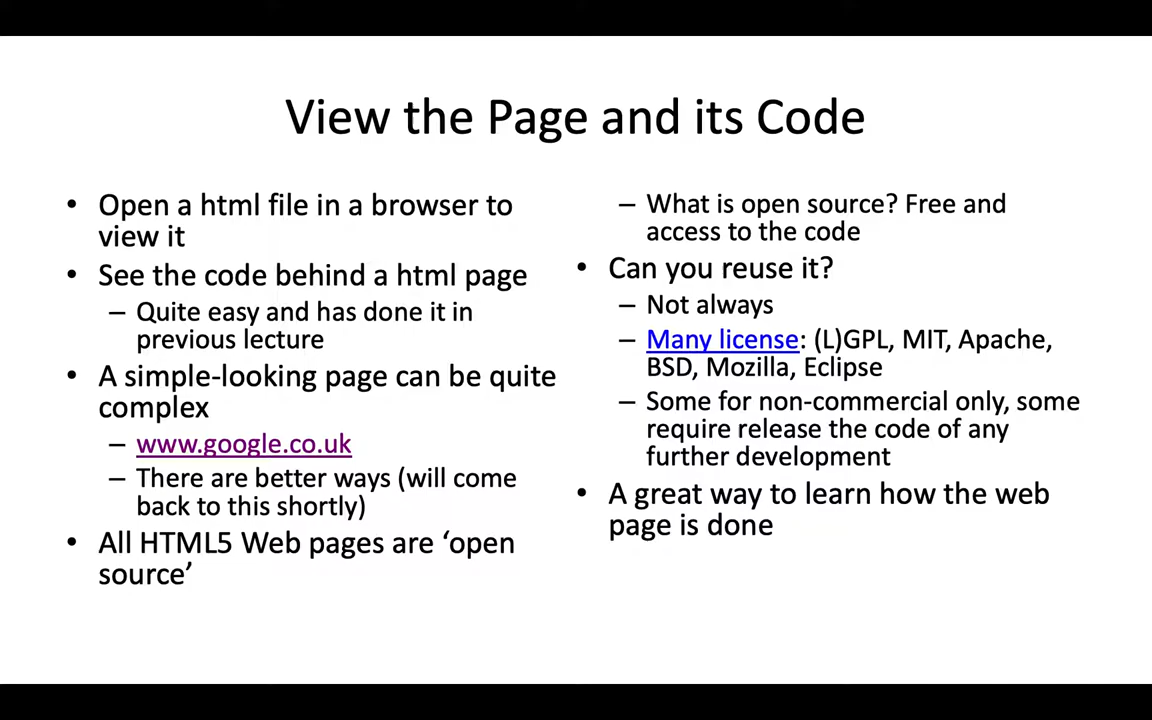 View the Page and its Code
• Open a html file in a browser to
view it
• See the code behind a html page
– Quite easy and has done it in
previous lecture
• A simple-looking page can be quite
complex
– www.google.co.uk
– There are better ways (will come
back to this shortly)
• All HTML5 Web pages are ‘open
source’
– What is open source? Free and
access to the code
• Can you reuse it?
– Not always
– Many license: (L)GPL, MIT, Apache,
BSD, Mozilla, Eclipse
– Some for non-commercial only, some
require release the code of any
further development
• A great way to learn how the web
page is done